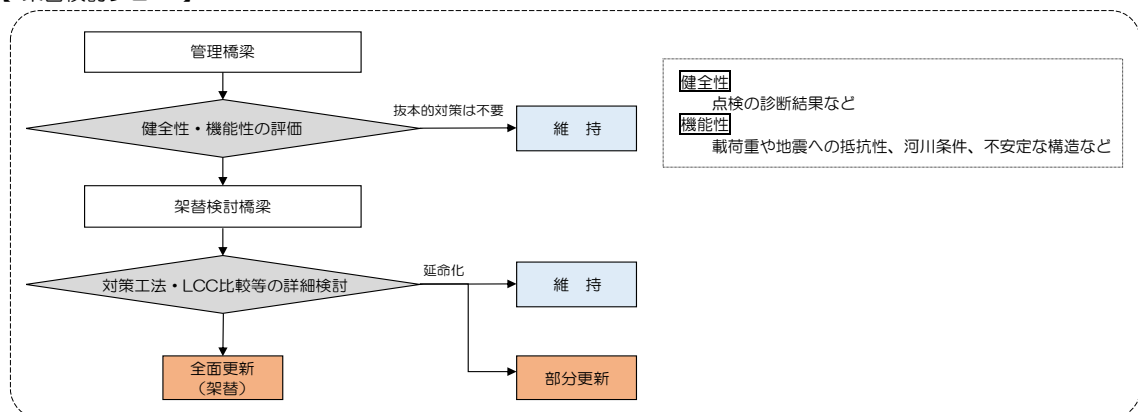 管理橋梁
健全性・機能性の評価
抜本的対策は不要
維　持
健全性
点検の診断結果など
機能性
載荷重や地震への抵抗性、河川条件、不安定な構造など
架替検討橋梁
対策工法・LCC比較等の詳細検討
延命化
維　持
全面更新
（架替）
部分更新